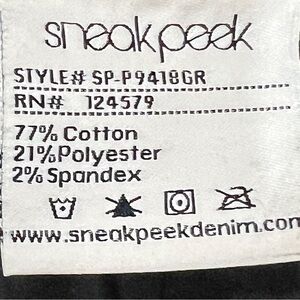 sneakpeek
STYLE# SP-P9418GR
RN# 124579
77% Cotton
21% Polyester
2% Spandex
www.sneakpeekdenim.com